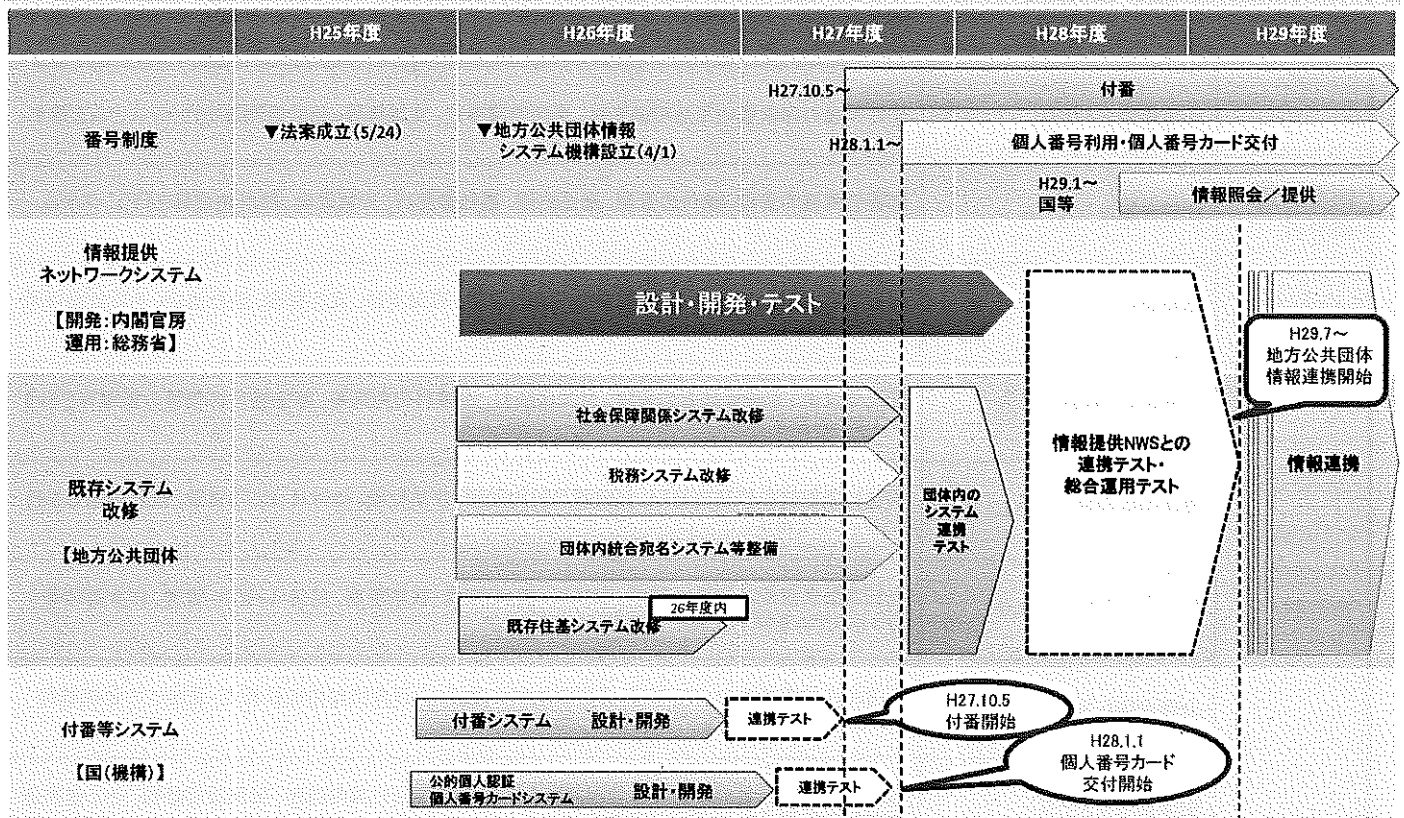 H25年度
H26年度
H27年度
H28年度
H29年度
番号制度
▼法案成立(5/24)
▼地方公共団体情報
システム機構設立(4/1)
H27.10.5～
付番
H28.1.1～
個人番号利用・個人番号カード交付
H29.1～
国等
情報照会／提供
情報提供
ネットワークシステム
【開発:内閣官房
運用:総務省】
設計・開発・テスト
H29.7～
地方公共団体
情報連携開始
既存システム
改修
【地方公共団体
社会保障関係システム改修
税務システム改修
団体内統合宛名システム等整備
既存住基システム改修
26年度内
団体内の
システム
連携
テスト
情報提供NWSとの
連携テスト・
総合運用テスト
情報連携
付番等システム
【国(機構)】
付番システム 設計・開発
連携テスト
H27.10.5
付番開始
公的個人認証
個人番号カードシステム
設計・開発
連携テスト
H28.1.1
個人番号カード
交付開始